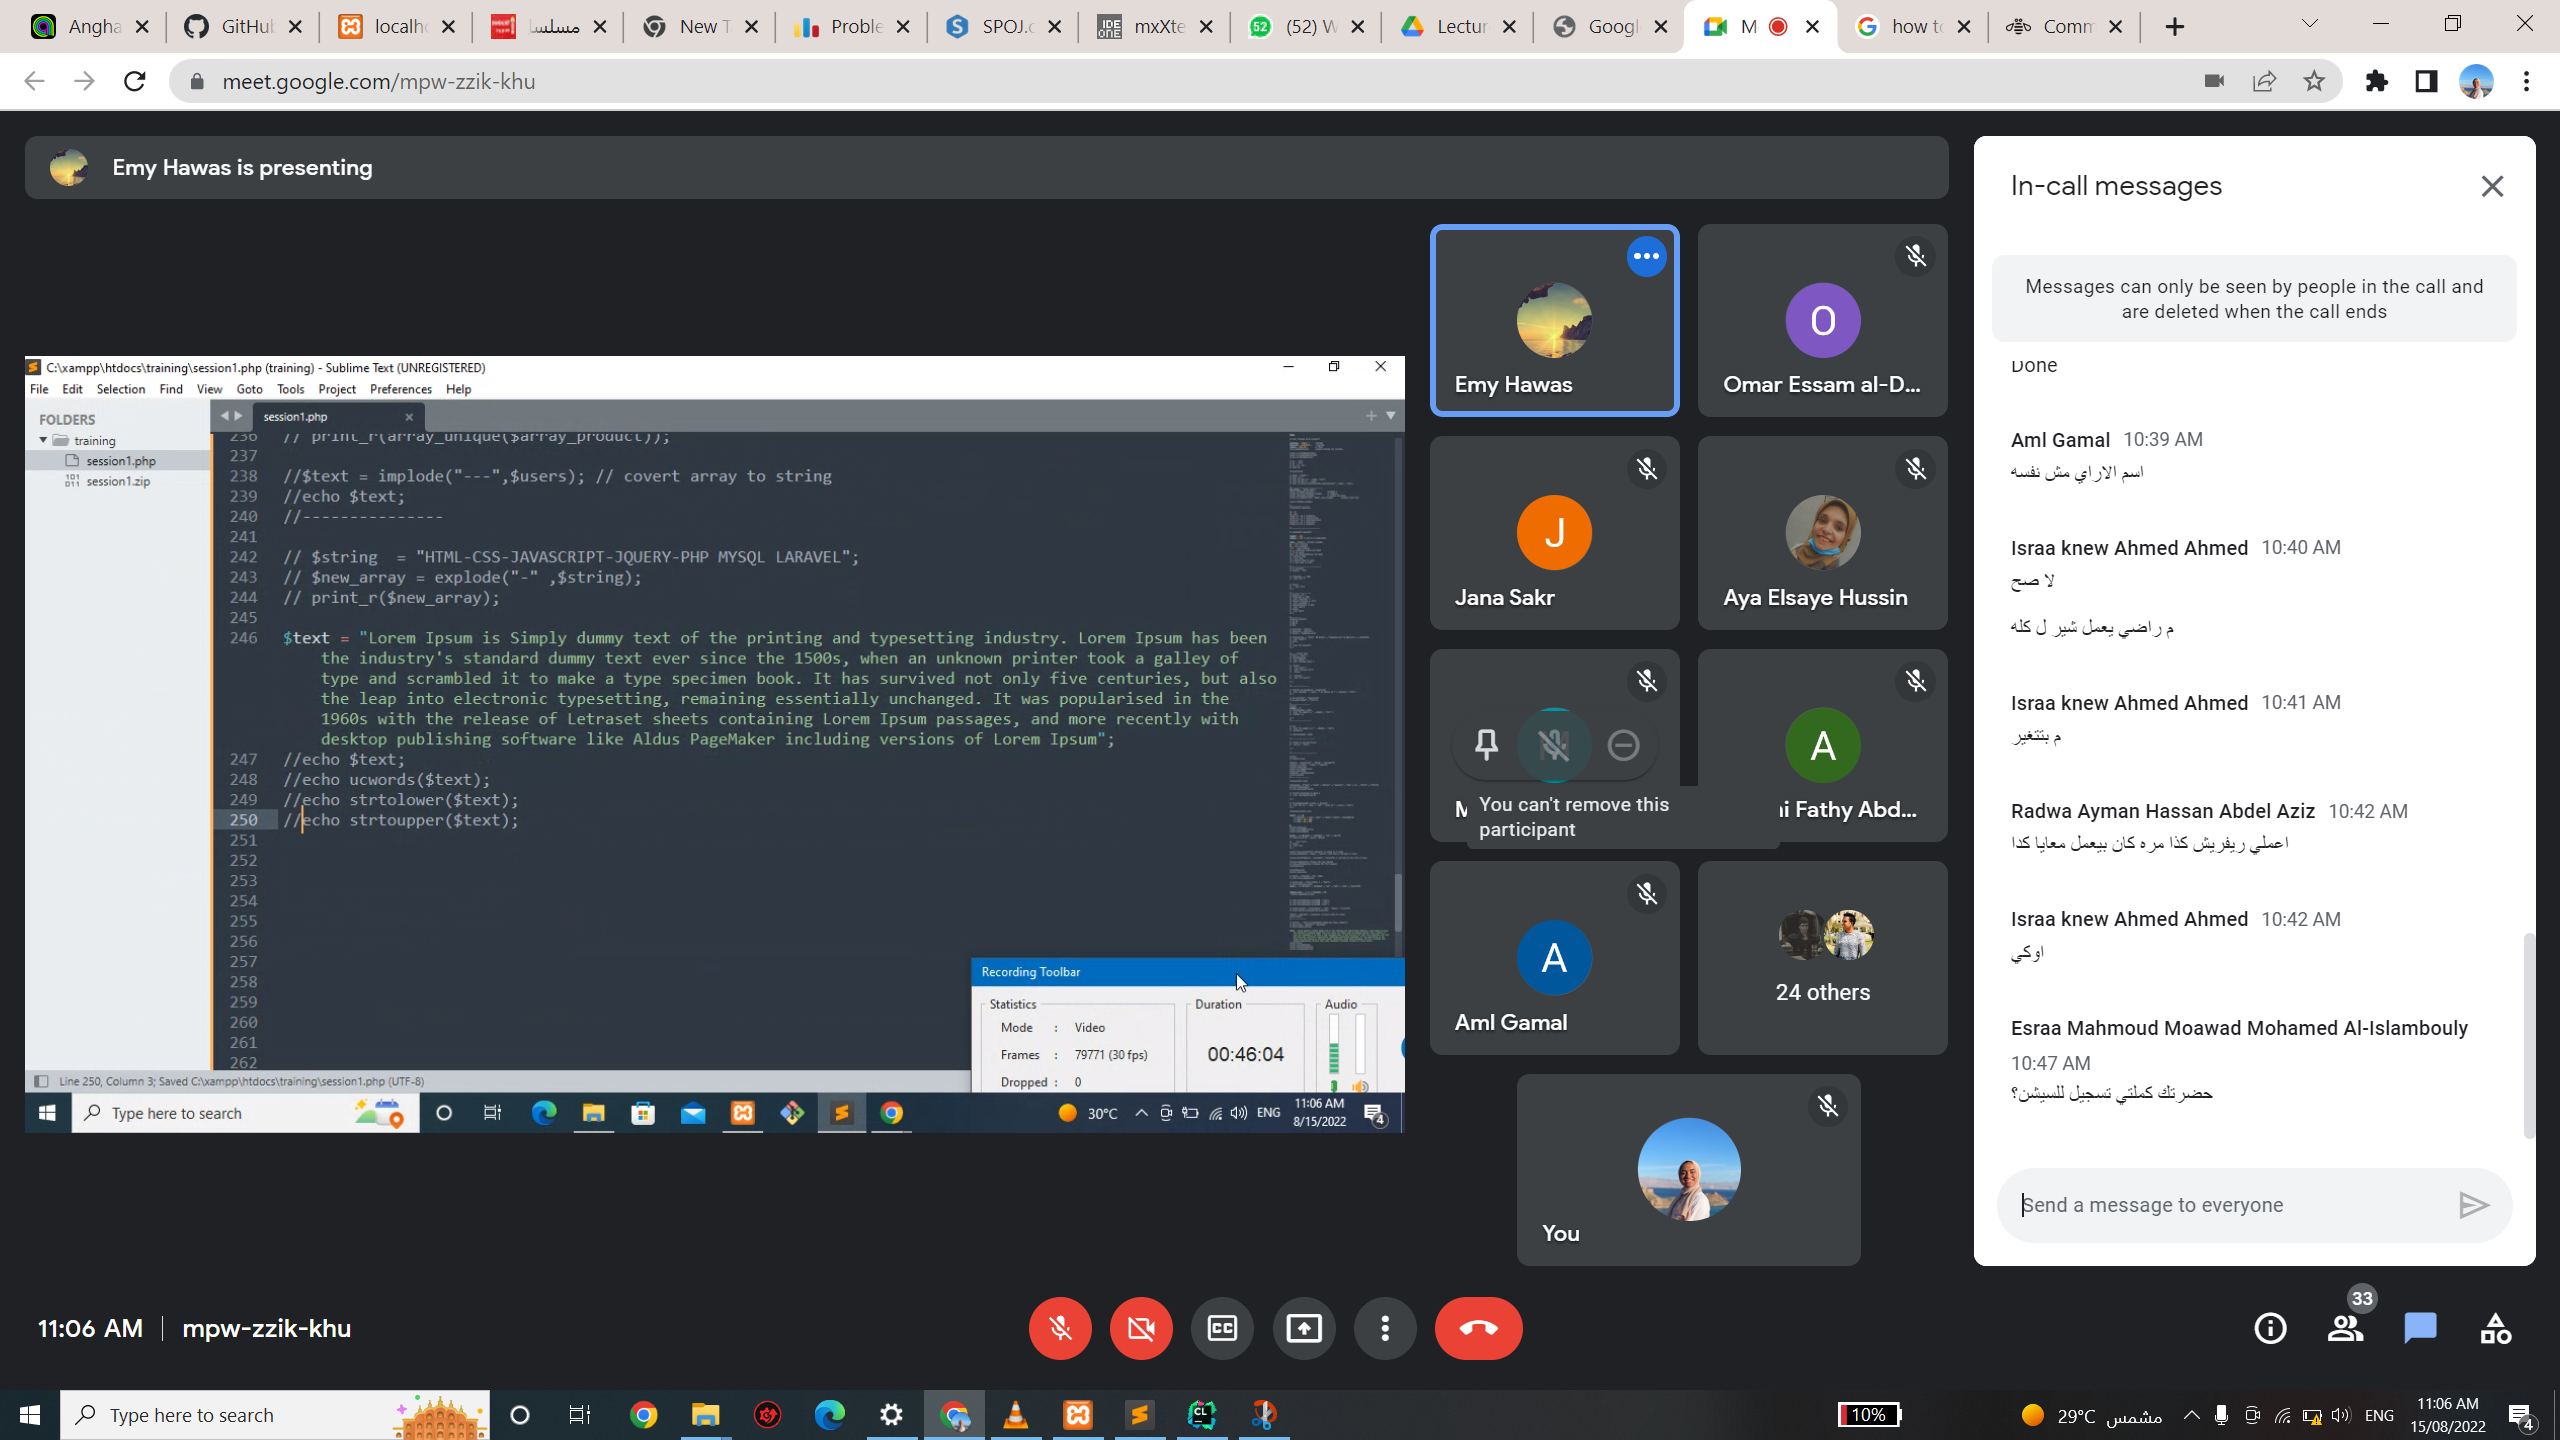 Angha
GitHub
localho
مسلسل
New T
Proble
SPOJ.c
IDE
ONE
mxXte
52
(52) W
Lectur
Googl
M
how to
Comm
meet.google.com/mpw-zzik-khu
Emy Hawas is presenting
C:\xampp\htdocs\training\session1.php (training) - Sublime Text (UNREGISTERED)
File Edit Selection Find View Goto Tools Project Preferences Help
FOLDERS
training
session1.php
session1.zip
session1.php
236 // print_r(array_unique($array_product));
237
238 //$text = implode("---",$users); // covert array to string
239 //echo $text;
240 //---------------
241
242 // $string  = "HTML-CSS-JAVASCRIPT-JQUERY-PHP MYSQL LARAVEL";
243 // $new_array = explode("-" ,$string);
244 // print_r($new_array);
245
246 $text = "Lorem Ipsum is Simply dummy text of the printing and typesetting industry. Lorem Ipsum has been
the industry's standard dummy text ever since the 1500s, when an unknown printer took a galley of
type and scrambled it to make a type specimen book. It has survived not only five centuries, but also
the leap into electronic typesetting, remaining essentially unchanged. It was popularised in the
1960s with the release of Letraset sheets containing Lorem Ipsum passages, and more recently with
desktop publishing software like Aldus PageMaker including versions of Lorem Ipsum";
247 //echo $text;
248 //echo ucwords($text);
249 //echo strtolower($text);
250 //echo strtoupper($text);
251
252
253
254
255
256
257
258
259
260
261
262
Recording Toolbar
Statistics
Mode : Video
Frames : 79771 (30 fps)
Dropped : 0
Duration
00:46:04
Audio
Line 250, Column 3; Saved C:\xampp\htdocs\training\session1.php (UTF-8)
Type here to search
30°C
ENG
11:06 AM
8/15/2022
4
Emy Hawas
O
Omar Essam al-D...
J
Jana Sakr
Aya Elsaye Hussin
You can't remove this
participant
A
ni Fathy Abd...
A
Aml Gamal
24 others
You
In-call messages
Messages can only be seen by people in the call and
are deleted when the call ends
Done
Aml Gamal 10:39 AM
اسم الاراي مش نفسه
Israa knew Ahmed Ahmed 10:40 AM
لا صح
م راضي يعمل شير ل كله
Israa knew Ahmed Ahmed 10:41 AM
م بتتغير
Radwa Ayman Hassan Abdel Aziz 10:42 AM
اعملي ريفريش كذا مره كان بيعمل معايا كدا
Israa knew Ahmed Ahmed 10:42 AM
اوكي
Esraa Mahmoud Moawad Mohamed Al-Islambouly
10:47 AM
حضرتك كملتي تسجيل للسيشن؟
Send a message to everyone
11:06 AM | mpw-zzik-khu
CC
33
Type here to search
CL
10%
29°C مشمس
ENG
11:06 AM
15/08/2022
4